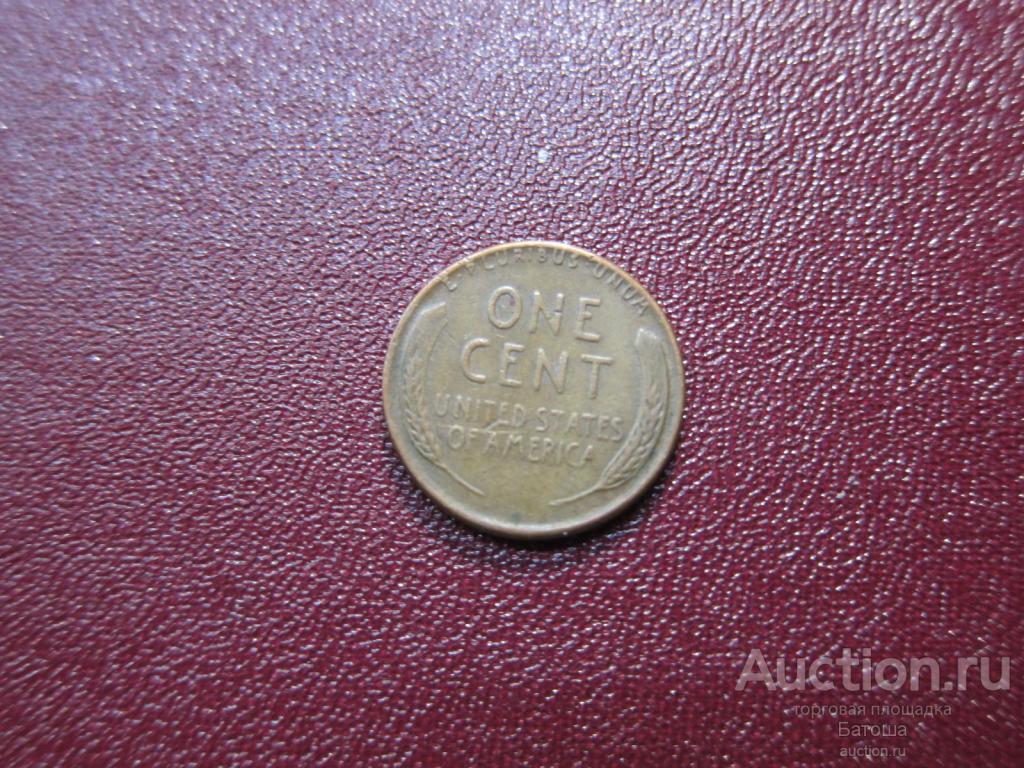 E·PLURIBUS·UNUM
ONE
CENT
UNITED STATES
OF AMERICA
Auction.ru
торговая площадка
Батоша
auction.ru